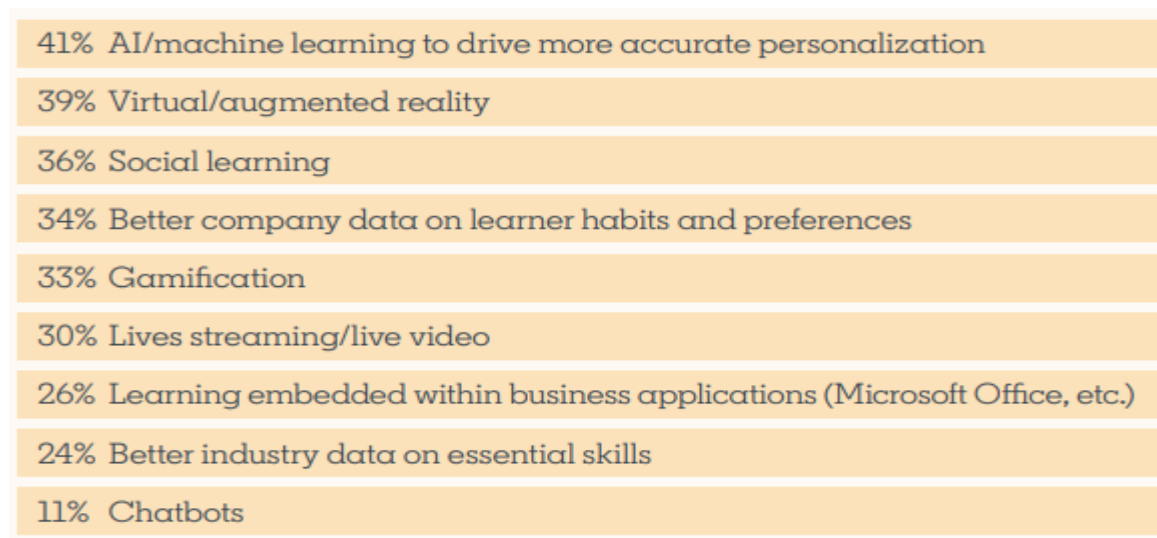 41% AI/machine learning to drive more accurate personalization
39% Virtual/augmented reality
36% Social learning
34% Better company data on learner habits and preferences
33% Gamification
30% Lives streaming/live video
26% Learning embedded within business applications (Microsoft Office, etc.)
24% Better industry data on essential skills
11% Chatbots